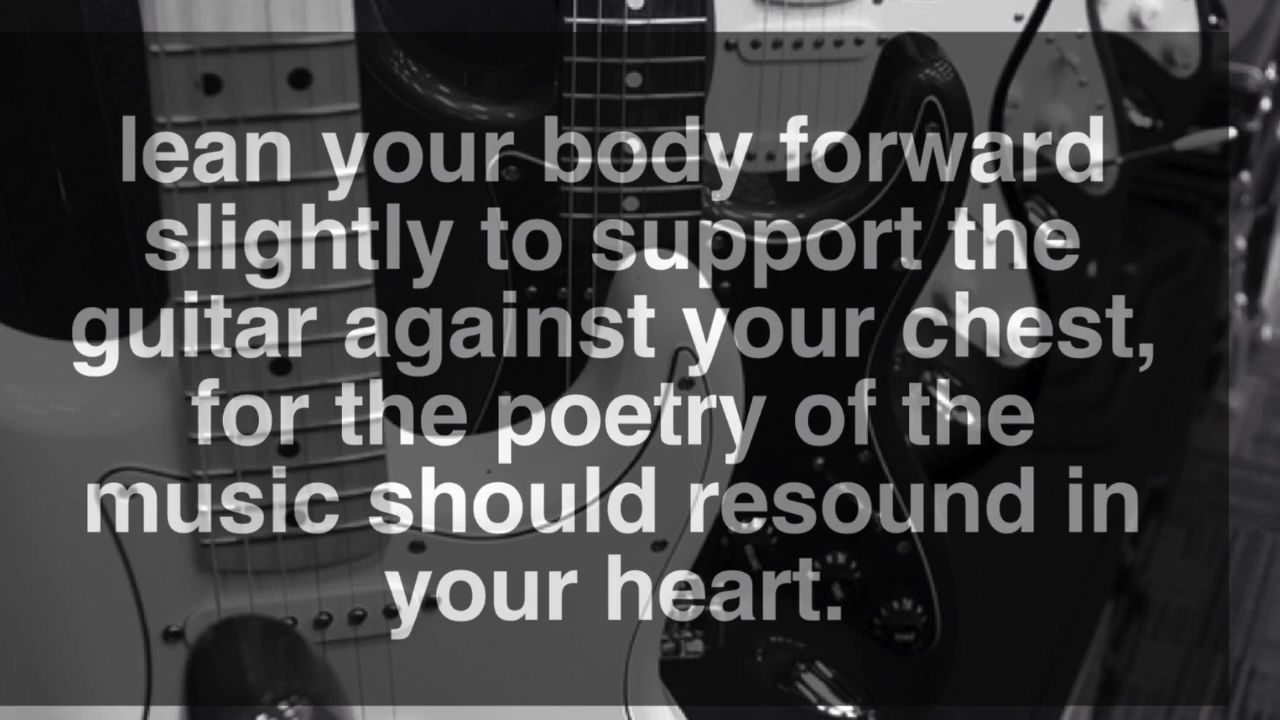 lean your body forward
slightly to support the
guitar against your chest,
for the poetry of the
music should resound in
your heart.